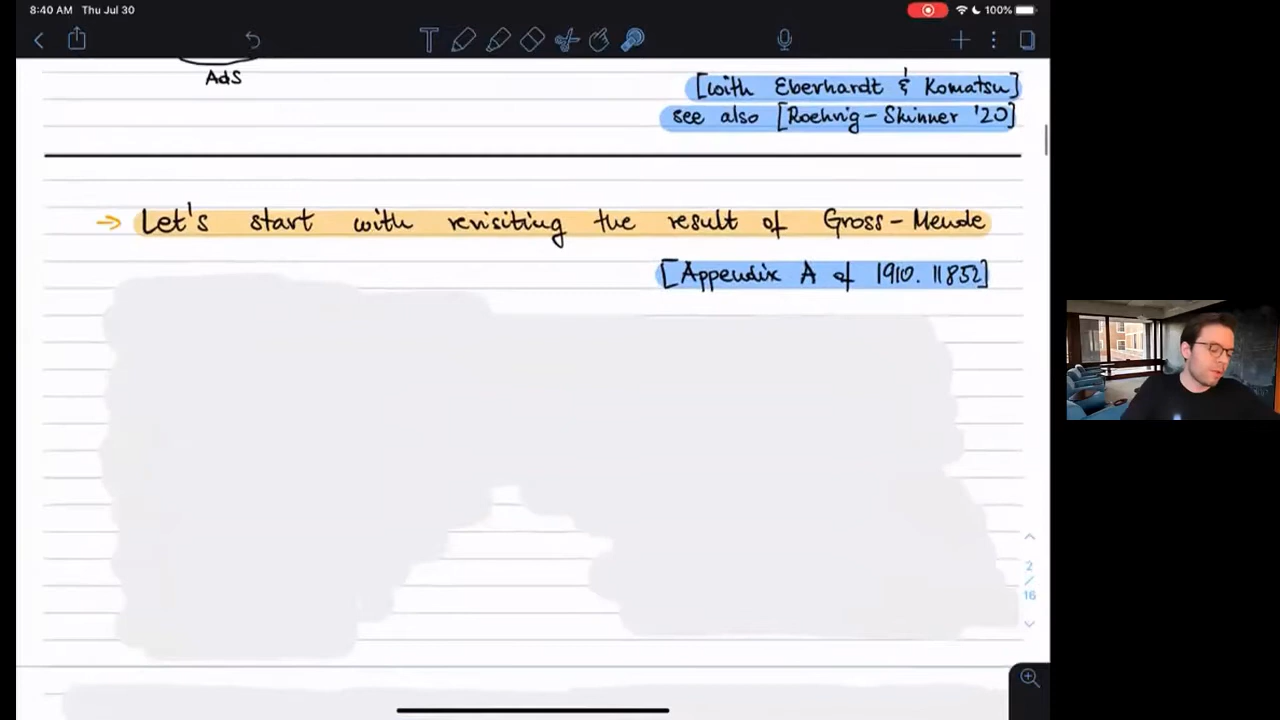 8:40 AM Thu Jul 30
100%
AdS
[with Eberhardt & Komatsu]
see also [Roehrig-Skinner '20]
→ Let's start with revisiting the result of Gross-Mende
[Appendix A of 1910.11852]
2
/
16